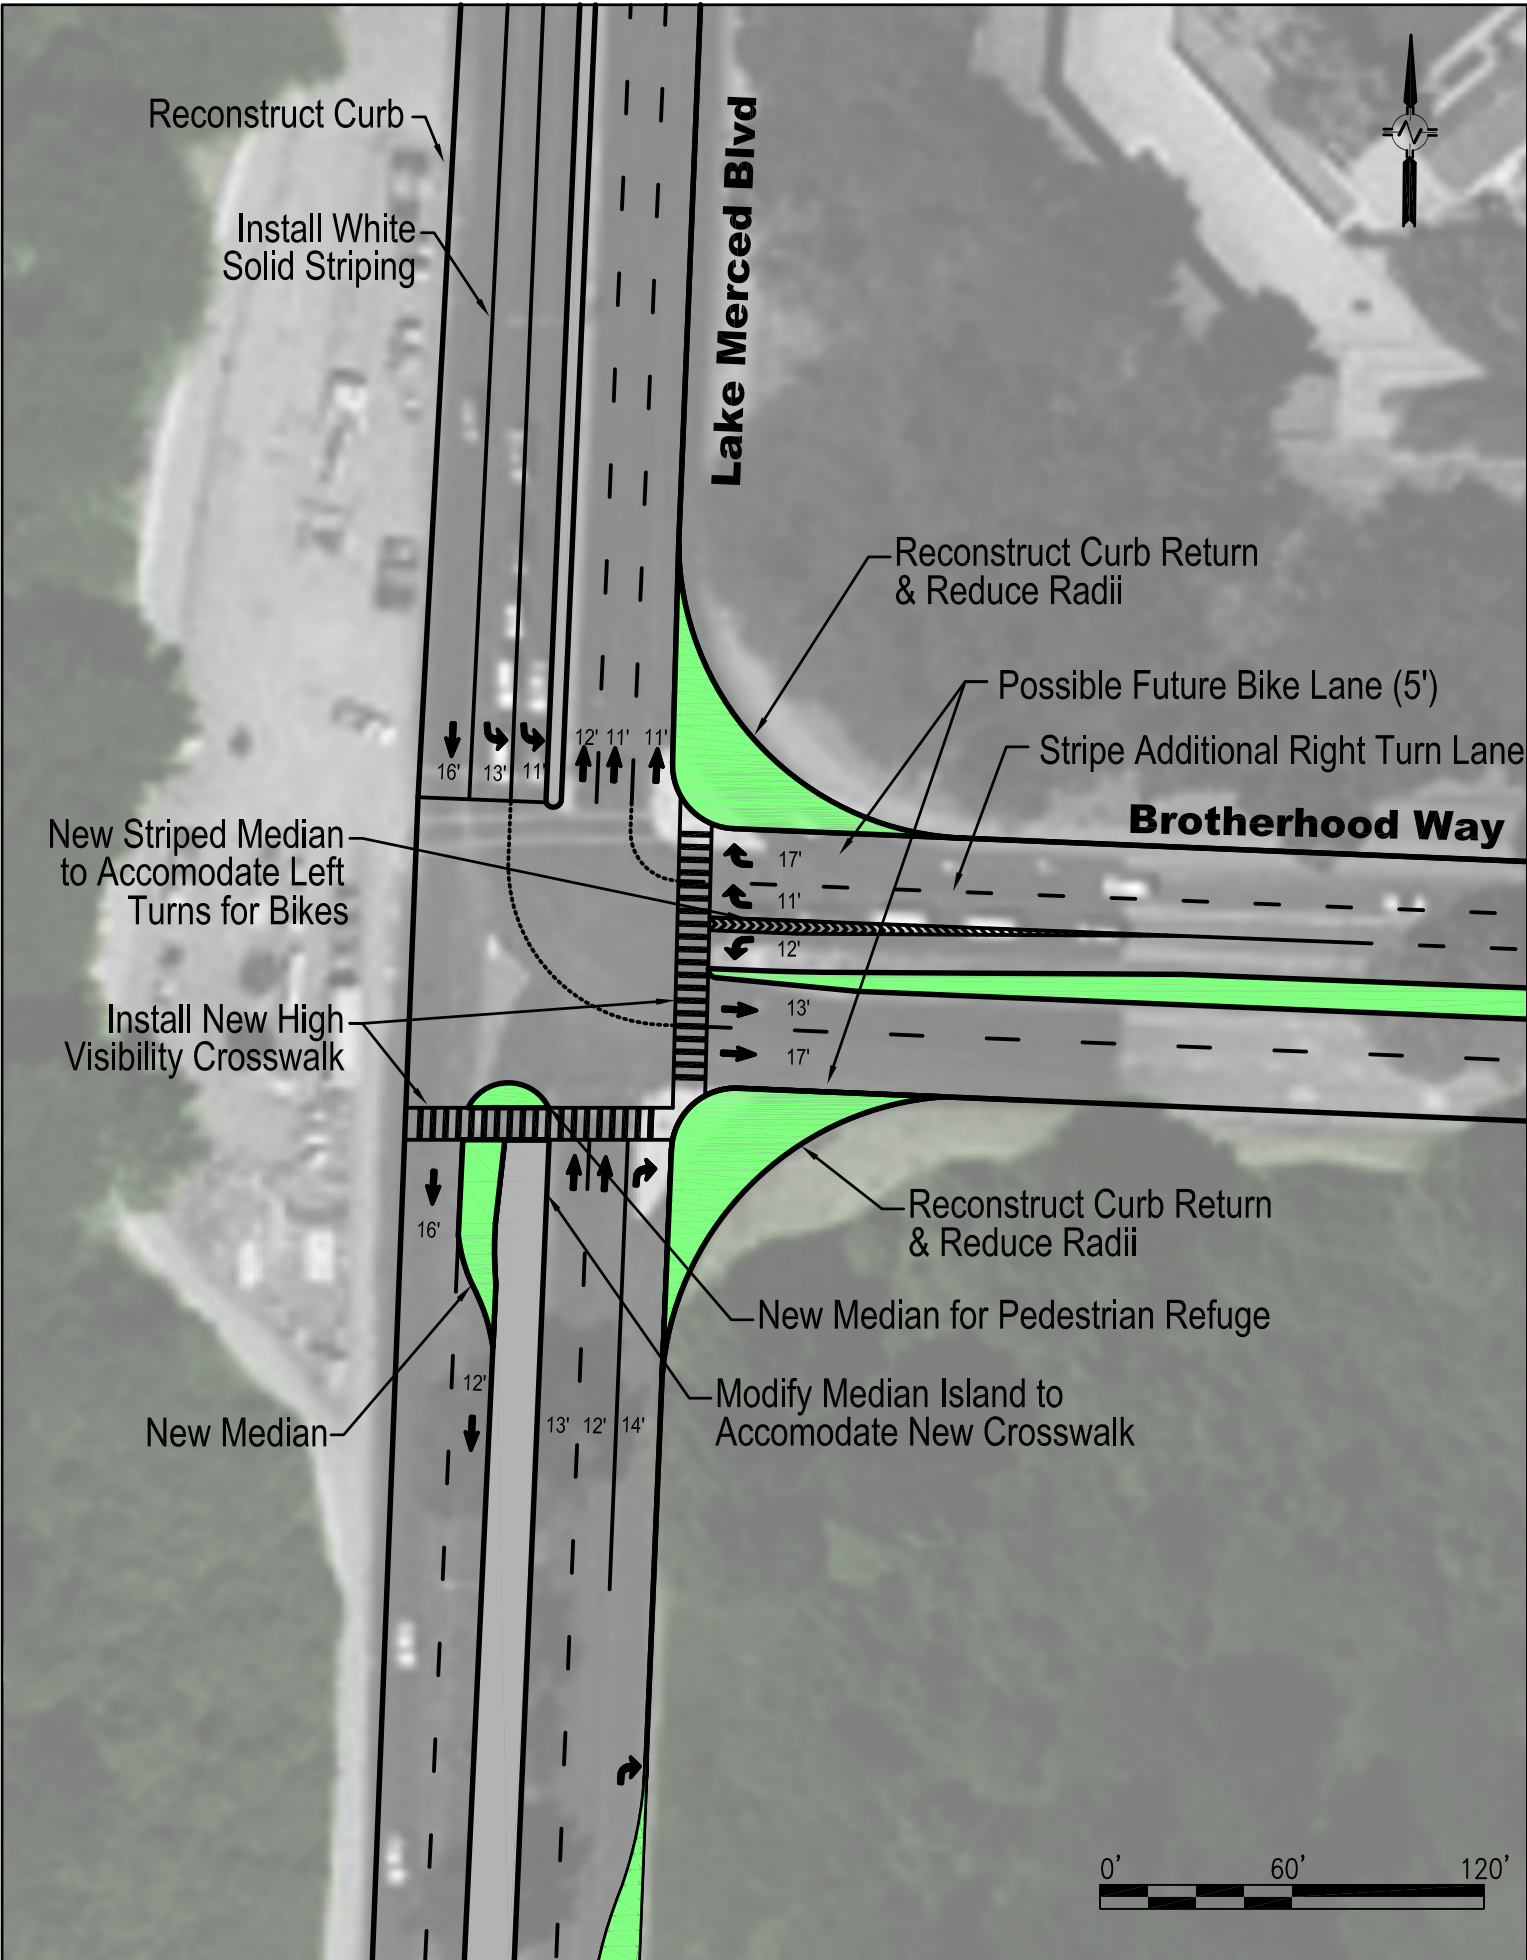 Reconstruct Curb
Install White
Solid Striping
Lake Merced Blvd
Reconstruct Curb Return
& Reduce Radii
Possible Future Bike Lane (5')
Stripe Additional Right Turn Lane
Brotherhood Way
12' 11' 11'
16' 13' 11'
New Striped Median
to Accomodate Left
Turns for Bikes
17'
11'
12'
13'
17'
Install New High
Visibility Crosswalk
16'
Reconstruct Curb Return
& Reduce Radii
New Median for Pedestrian Refuge
12'
Modify Median Island to
Accomodate New Crosswalk
New Median
13' 12' 14'
0' 60' 120'